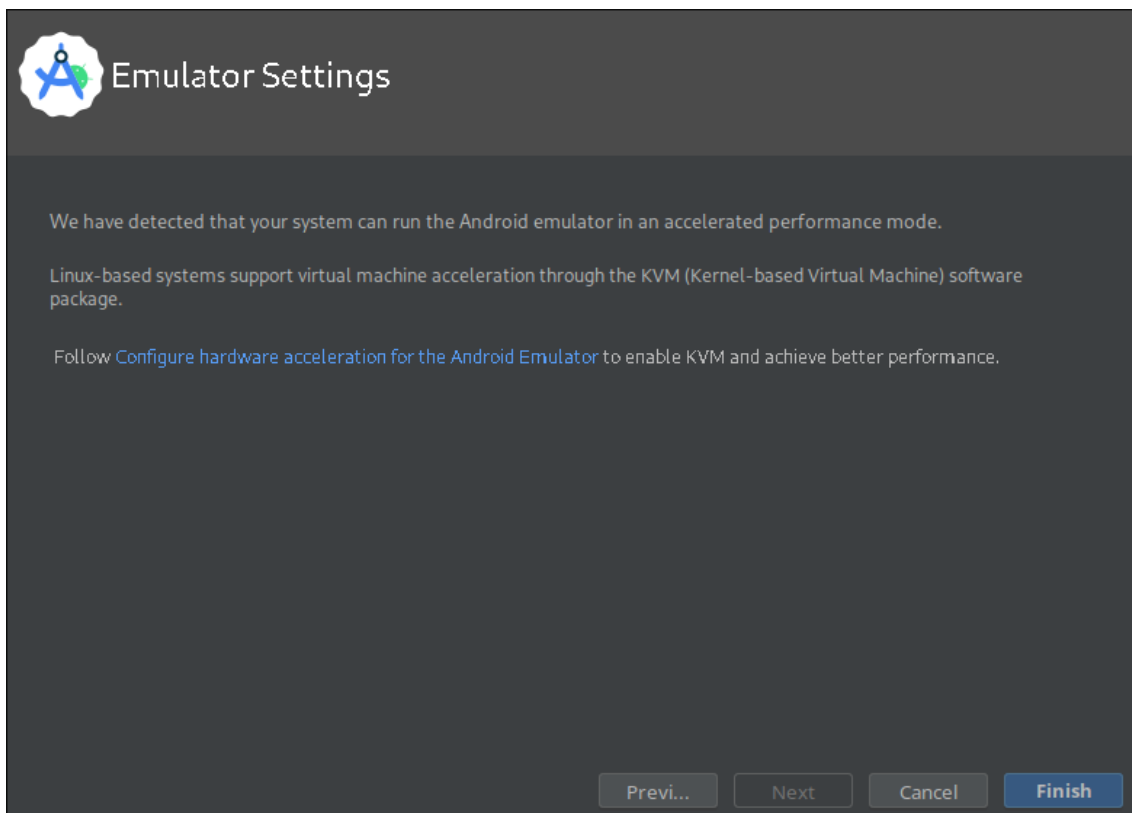 Emulator Settings
We have detected that your system can run the Android emulator in an accelerated performance mode.
Linux-based systems support virtual machine acceleration through the KVM (Kernel-based Virtual Machine) software
package.
Follow Configure hardware acceleration for the Android Emulator to enable KVM and achieve better performance.
Previ... Next Cancel Finish